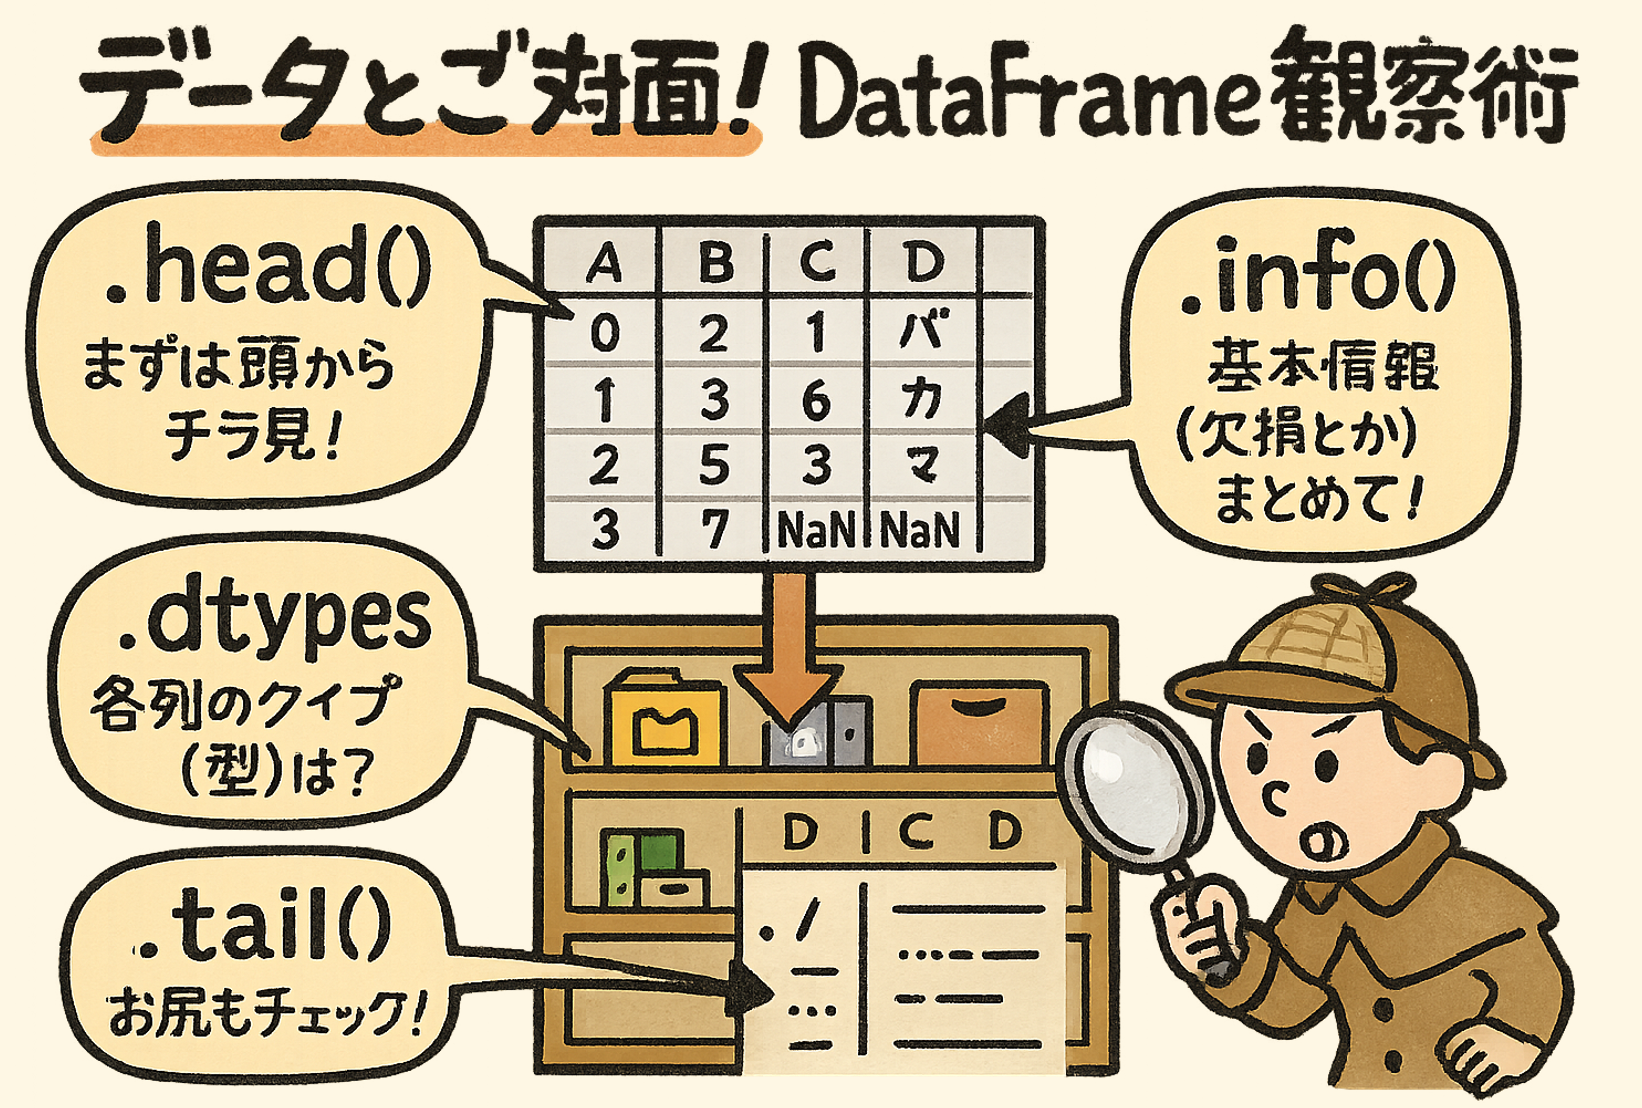 データとご対面! DataFrame観察術
.head()
まずは頭から
チラ見!
A B C D
0 2 1 バ
1 3 6 カ
2 5 3 マ
3 7 NaN NaN
.info()
基本情報
(欠損とか)
まとめて!
.dtypes
各列のクイプ
(型)は?
D C D
.tail()
お尻もチェック!